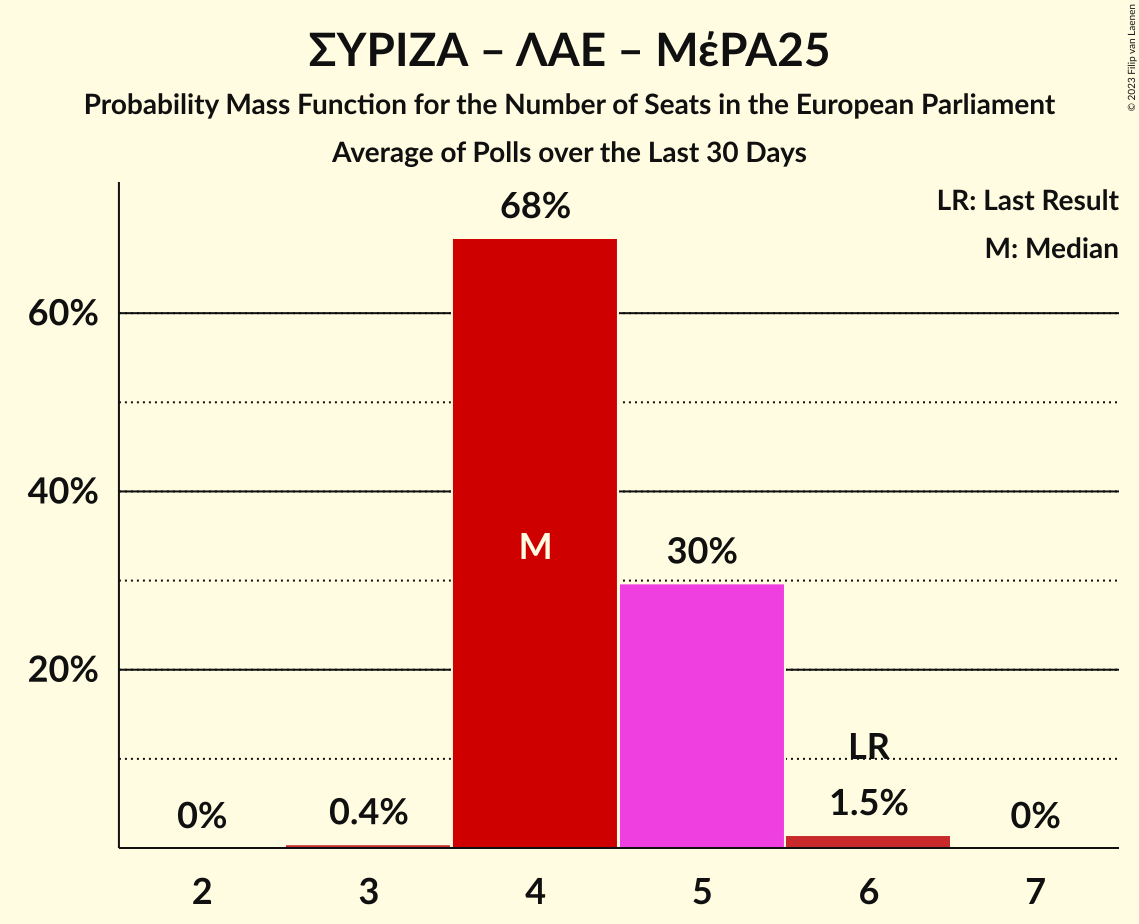 ΣΥΡΙΖΑ – ΛΑΕ – ΜέΡΑ25
Probability Mass Function for the Number of Seats in the European Parliament
Average of Polls over the Last 30 Days
© 2023 Filip van Laenen
LR: Last Result
M: Median
68%
60%
40%
M
30%
20%
LR
0%
0.4%
1.5%
0%
2
3
4
5
6
7